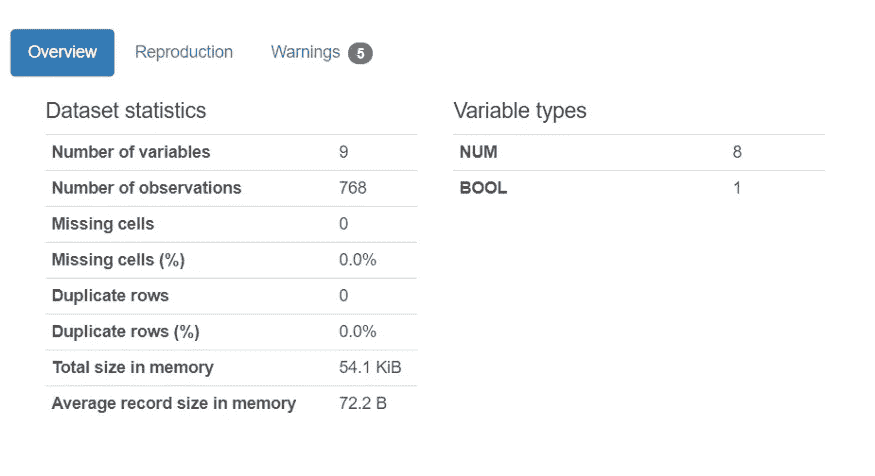 Overview Reproduction Warnings 5
Dataset statistics
Number of variables 9
Number of observations 768
Missing cells 0
Missing cells (%) 0.0%
Duplicate rows 0
Duplicate rows (%) 0.0%
Total size in memory 54.1 KiB
Average record size in memory 72.2 B
Variable types
NUM 8
BOOL 1